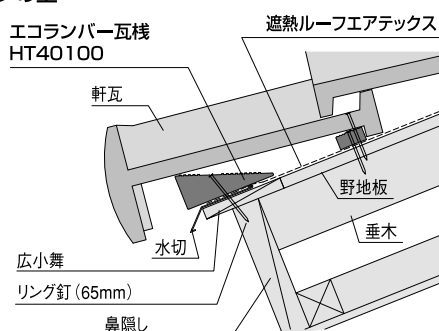 エコランバー瓦桟
HT40100
遮熱ルーフエアテックス
軒瓦
野地板
垂木
水切
広小舞
リング釘（65mm）
鼻隠し